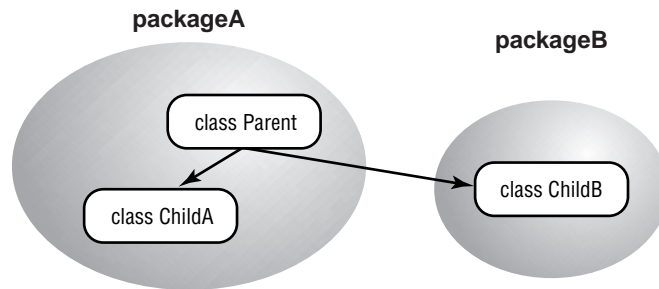 packageA
packageB
class Parent
class ChildA
class ChildB